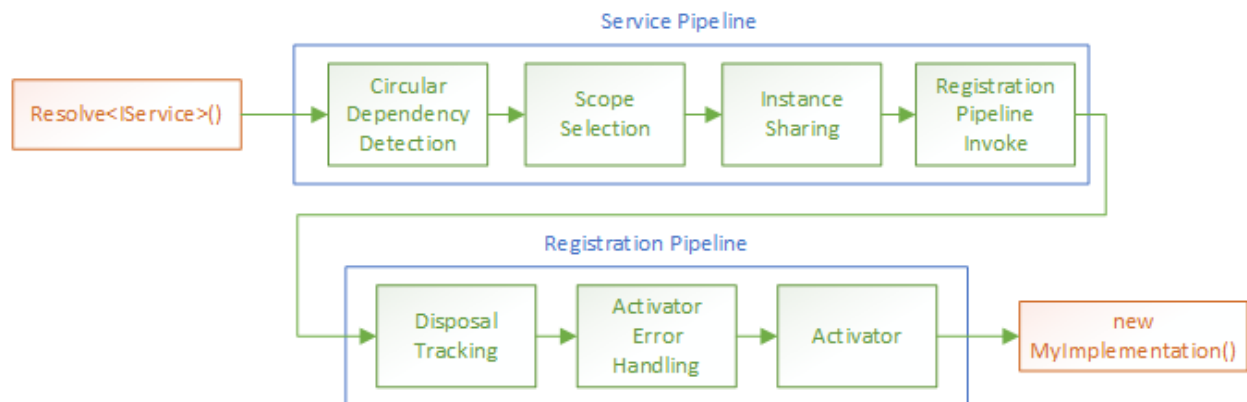 Service Pipeline
Resolve<IService>()
Circular
Dependency
Detection
Scope
Selection
Instance
Sharing
Registration
Pipeline
Invoke
Registration Pipeline
Disposal
Tracking
Activator
Error
Handling
Activator
new
MyImplementation()